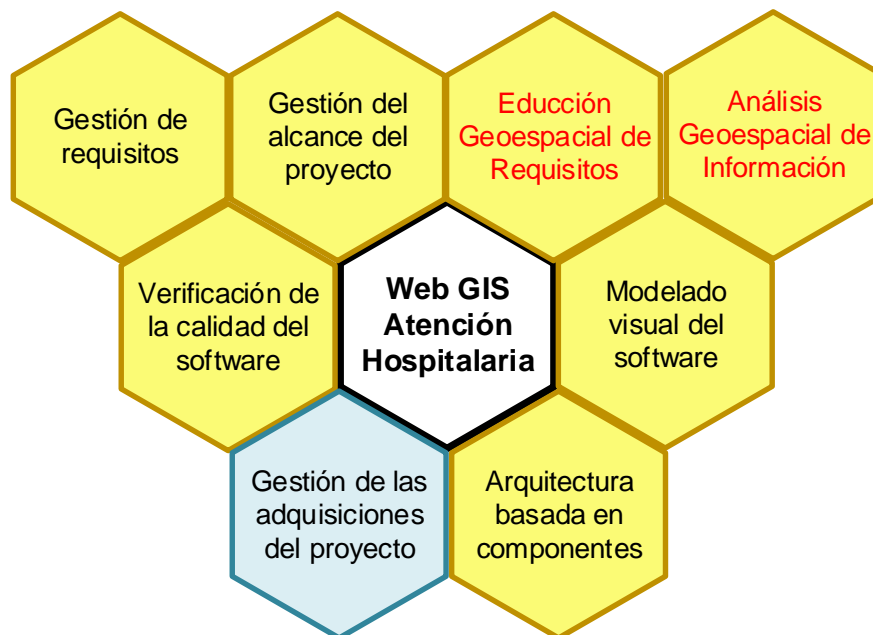 Gestión de
requisitos
Gestión del
alcance del
proyecto
Educción
Geoespacial de
Requisitos
Análisis
Geoespacial de
Información
Verificación de
la calidad del
software
Web GIS
Atención
Hospitalaria
Modelado
visual del
software
Gestión de las
adquisiciones
del proyecto
Arquitectura
basada en
componentes